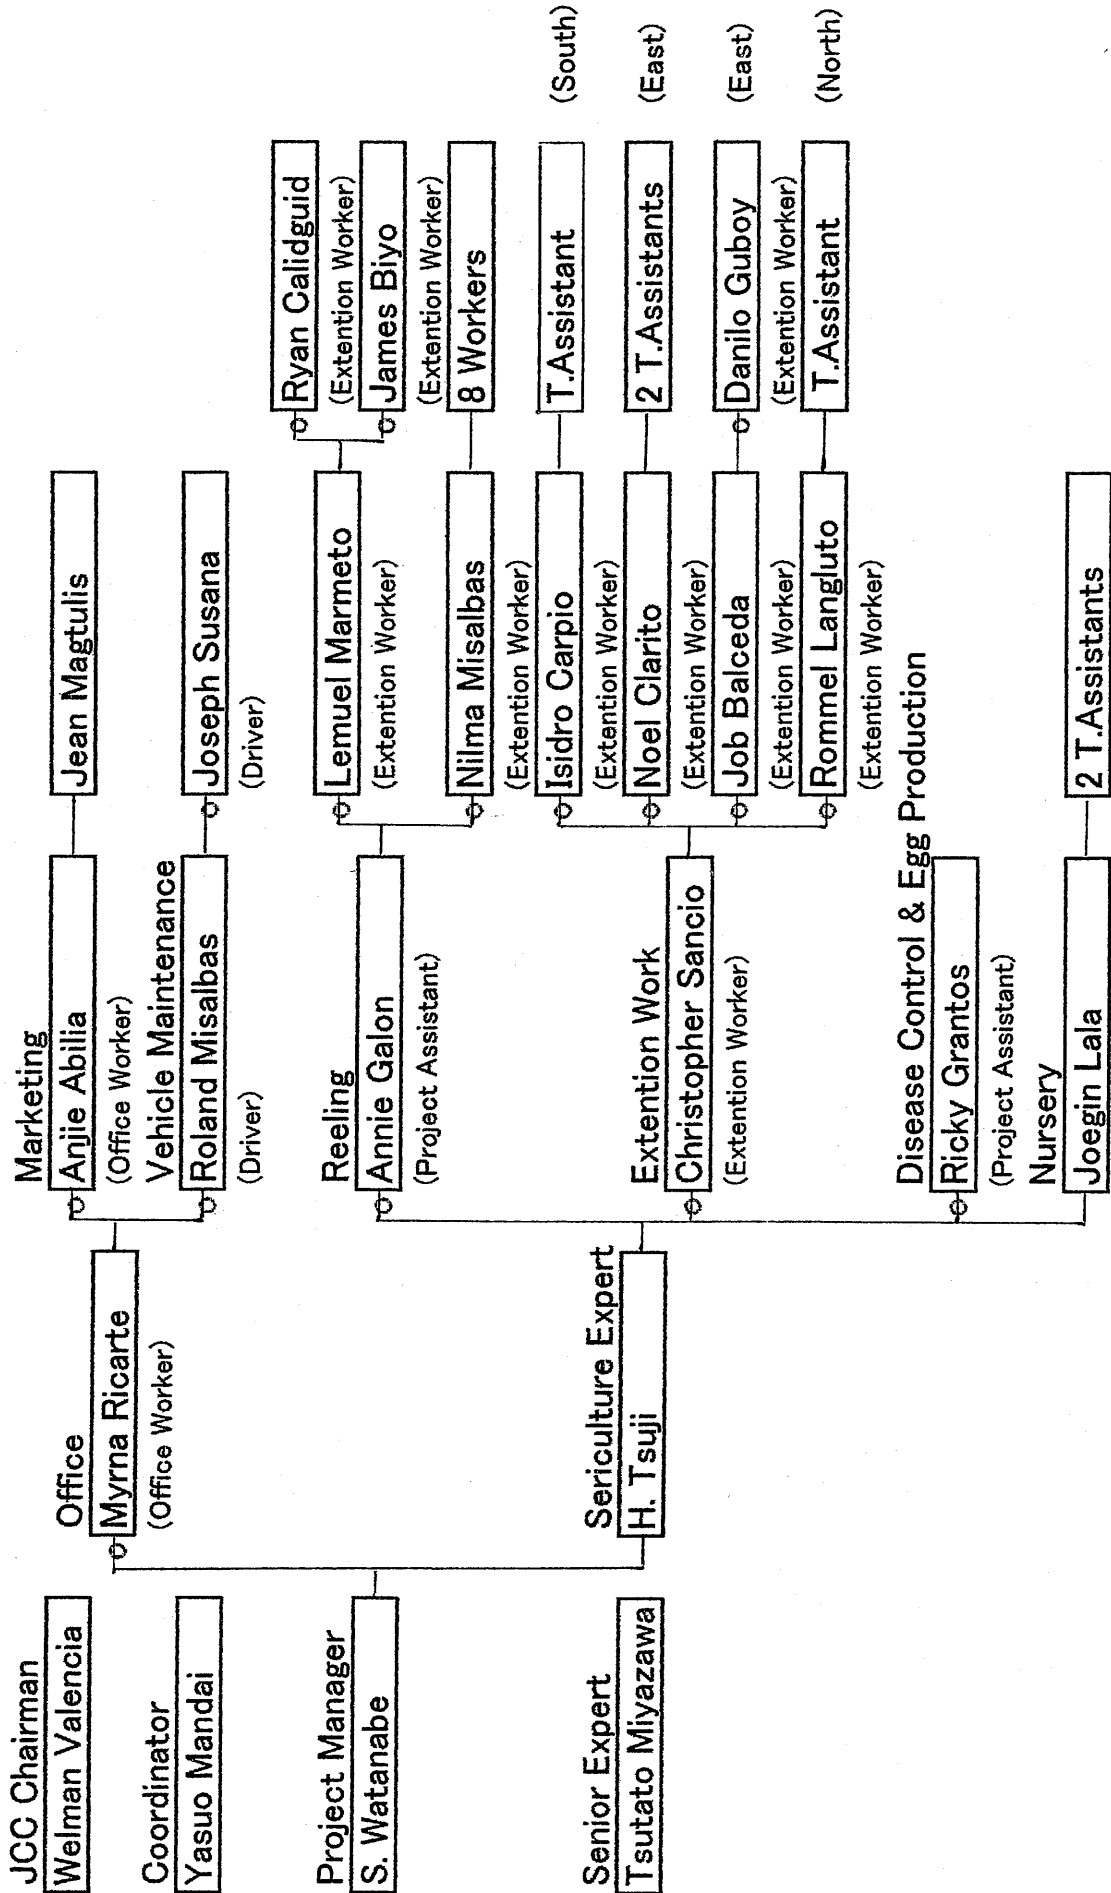 JCC Chairman
Welman Valencia
Coordinator
Yasuo Mandai
Project Manager
S. Watanabe
Senior Expert
Tsutato Miyazawa
Office
Myrna Ricarte
(Office Worker)
Sericulture Expert
H. Tsuji
Marketing
Anjie Abilia
(Office Worker)
Vehicle Maintenance
Roland Misalbas
(Driver)
Reeling
Annie Galon
(Project Assistant)
Extention Work
Christopher Sancio
(Extention Worker)
Disease Control & Egg Production
Ricky Grantos
(Project Assistant)
Nursery
Joegin Lala
Jean Magtulis
Joseph Susana
(Driver)
Lemuel Marmeto
(Extention Worker)
Nilma Misalbas
(Extention Worker)
Isidro Carpio
(Extention Worker)
Noel Clarito
(Extention Worker)
Job Balceda
(Extention Worker)
Rommel Langluto
(Extention Worker)
2 T.Assistants
Ryan Calidguid
(Extention Worker)
James Biyo
(Extention Worker)
8 Workers
T.Assistant
(South)
2 T.Assistants
(East)
Danilo Guboy
(East)
(Extention Worker)
T.Assistant
(North)